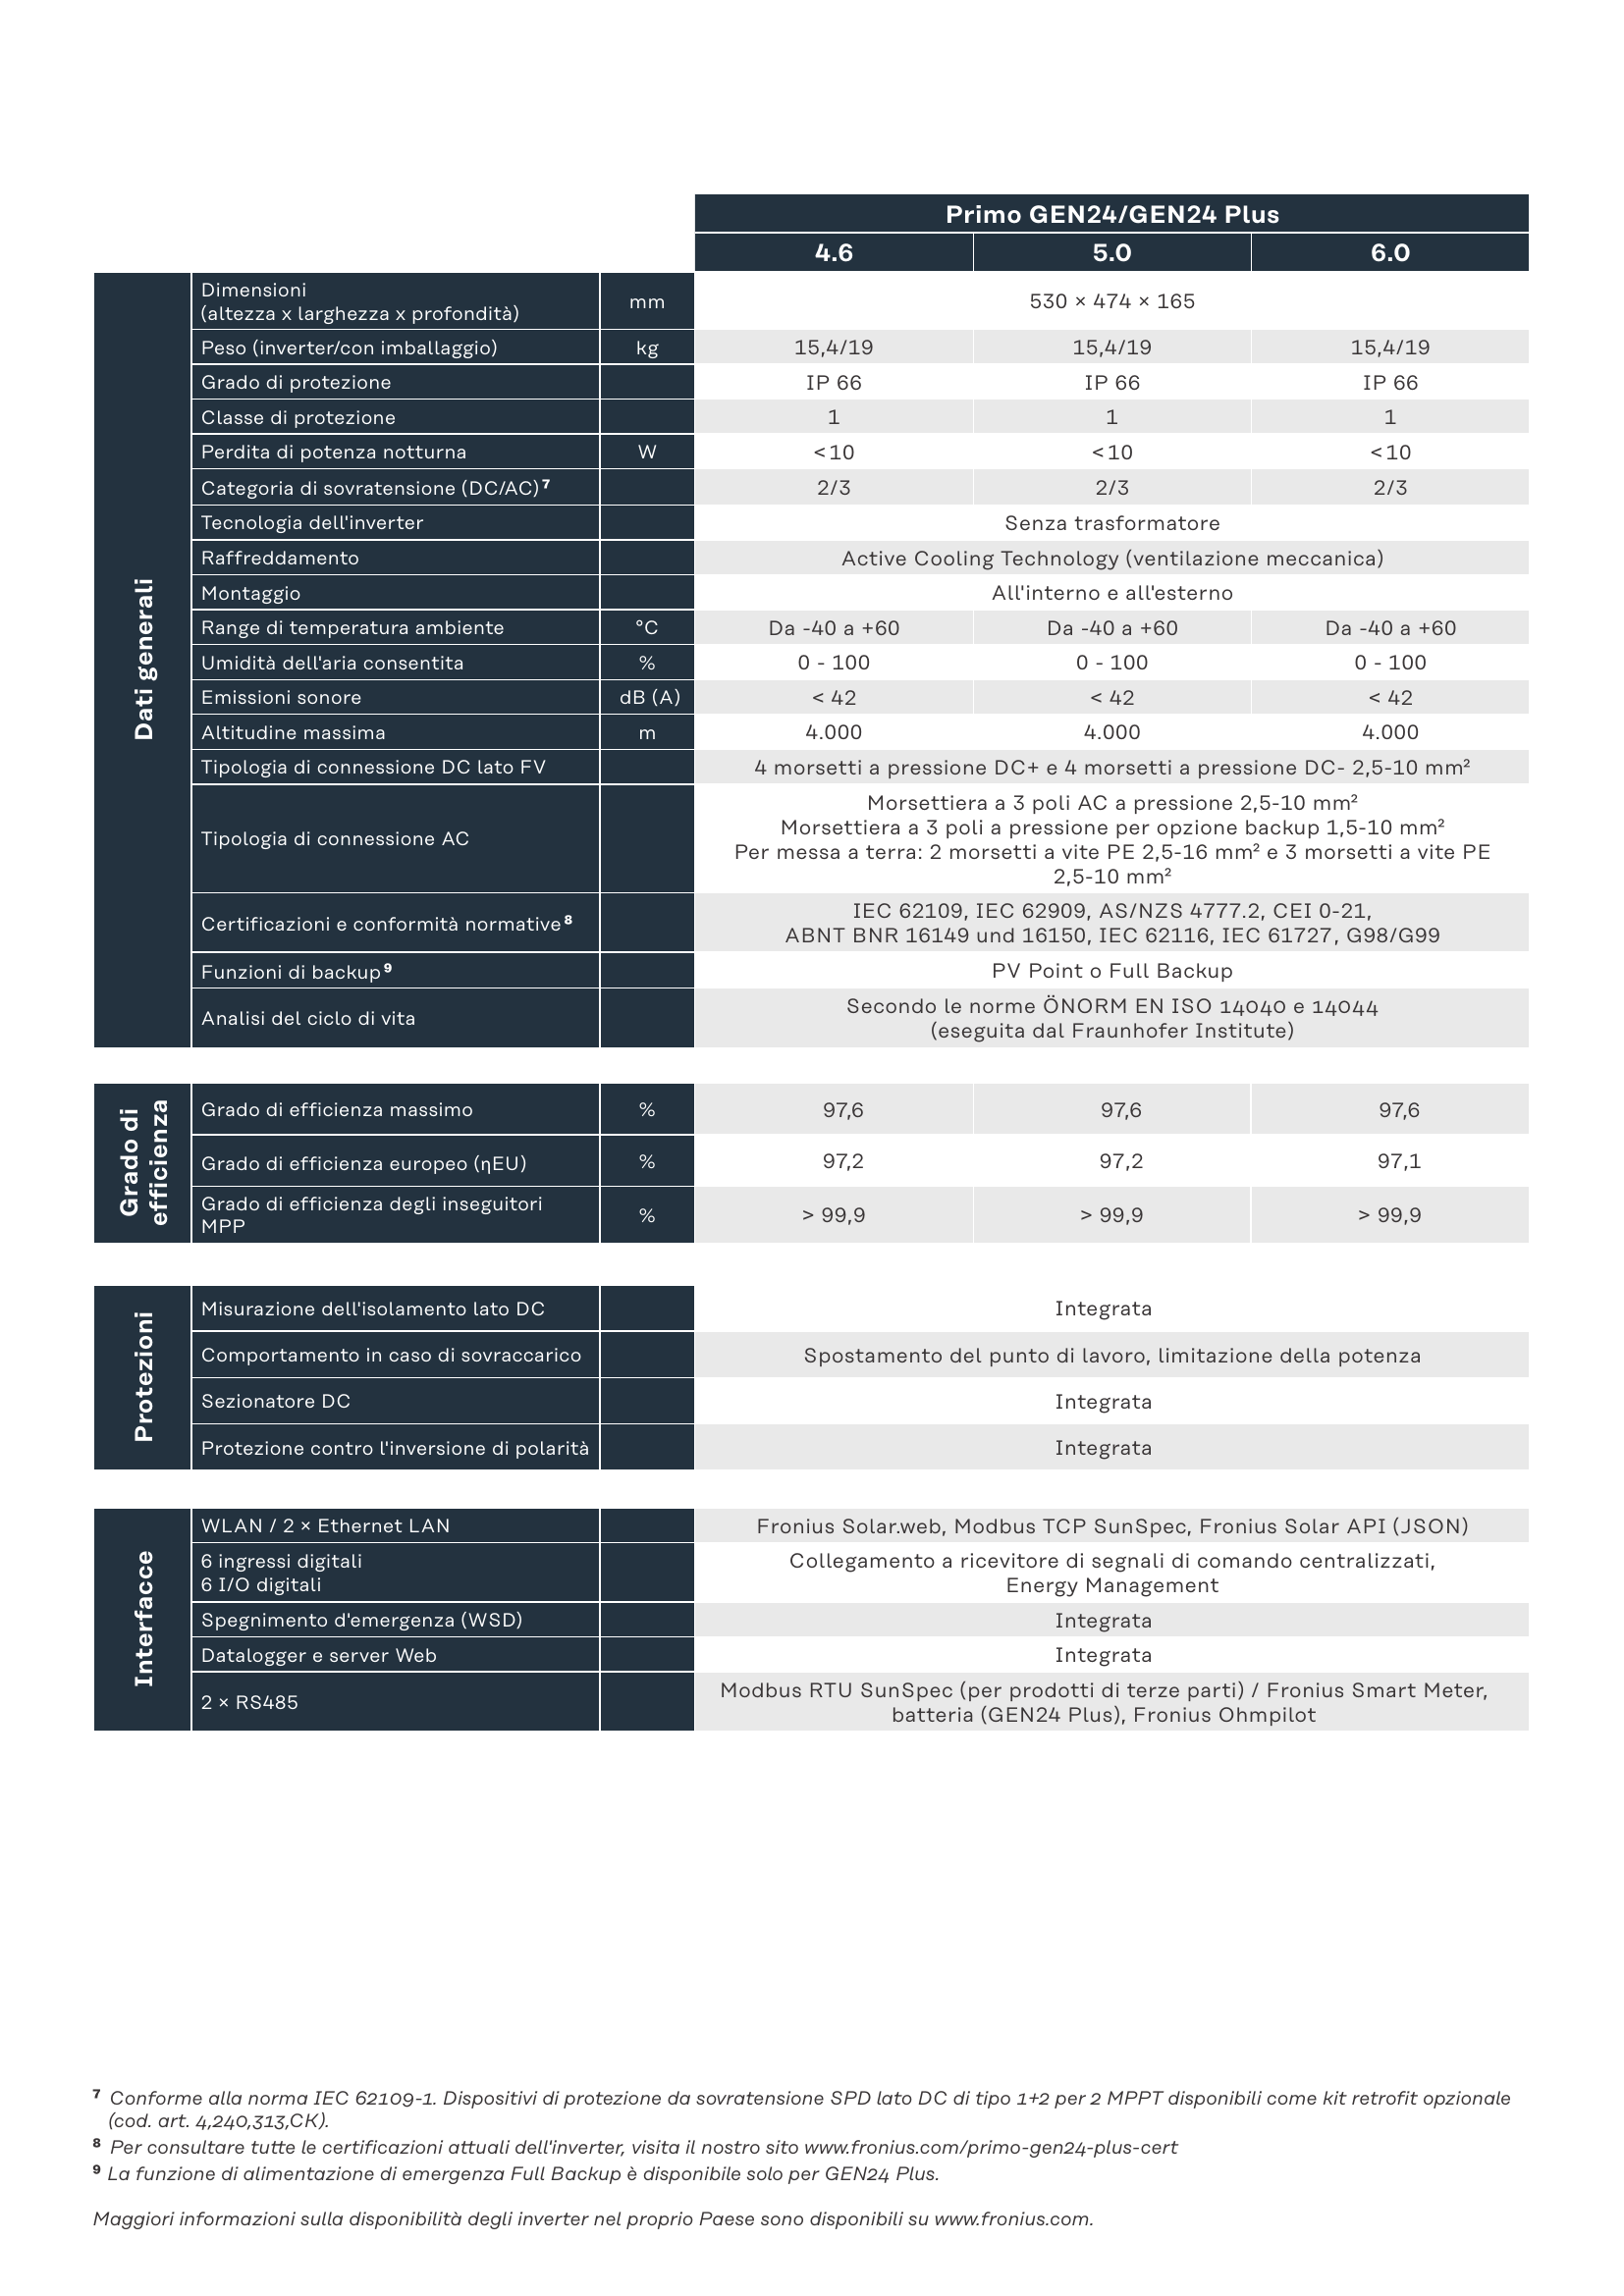 Primo GEN24/GEN24 Plus
4.6 5.0 6.0
Dati generali
Dimensioni
(altezza x larghezza x profondità) mm 530 × 474 × 165
Peso (inverter/con imballaggio) kg 15,4/19 15,4/19 15,4/19
Grado di protezione IP 66 IP 66 IP 66
Classe di protezione 1 1 1
Perdita di potenza notturna W <10 <10 <10
Categoria di sovratensione (DC/AC)⁷ 2/3 2/3 2/3
Tecnologia dell'inverter Senza trasformatore
Raffreddamento Active Cooling Technology (ventilazione meccanica)
Montaggio All'interno e all'esterno
Range di temperatura ambiente °C Da -40 a +60 Da -40 a +60 Da -40 a +60
Umidità dell'aria consentita % 0 - 100 0 - 100 0 - 100
Emissioni sonore dB (A) < 42 < 42 < 42
Altitudine massima m 4.000 4.000 4.000
Tipologia di connessione DC lato FV 4 morsetti a pressione DC+ e 4 morsetti a pressione DC- 2,5-10 mm²
Tipologia di connessione AC
Morsettiera a 3 poli AC a pressione 2,5-10 mm²
Morsettiera a 3 poli a pressione per opzione backup 1,5-10 mm²
Per messa a terra: 2 morsetti a vite PE 2,5-16 mm² e 3 morsetti a vite PE
2,5-10 mm²
Certificazioni e conformità normative⁸
IEC 62109, IEC 62909, AS/NZS 4777.2, CEI 0-21,
ABNT BNR 16149 und 16150, IEC 62116, IEC 61727, G98/G99
Funzioni di backup⁹ PV Point o Full Backup
Analisi del ciclo di vita
Secondo le norme ÖNORM EN ISO 14040 e 14044
(eseguita dal Fraunhofer Institute)
Grado di
efficienza
Grado di efficienza massimo % 97,6 97,6 97,6
Grado di efficienza europeo (ηEU) % 97,2 97,2 97,1
Grado di efficienza degli inseguitori
MPP % > 99,9 > 99,9 > 99,9
Protezioni
Misurazione dell'isolamento lato DC Integrata
Comportamento in caso di sovraccarico Spostamento del punto di lavoro, limitazione della potenza
Sezionatore DC Integrata
Protezione contro l'inversione di polarità Integrata
Interfacce
WLAN / 2 × Ethernet LAN Fronius Solar.web, Modbus TCP SunSpec, Fronius Solar API (JSON)
6 ingressi digitali
6 I/O digitali
Collegamento a ricevitore di segnali di comando centralizzati,
Energy Management
Spegnimento d'emergenza (WSD) Integrata
Datalogger e server Web Integrata
2 × RS485
Modbus RTU SunSpec (per prodotti di terze parti) / Fronius Smart Meter,
batteria (GEN24 Plus), Fronius Ohmpilot
⁷ Conforme alla norma IEC 62109-1. Dispositivi di protezione da sovratensione SPD lato DC di tipo 1+2 per 2 MPPT disponibili come kit retrofit opzionale
(cod. art. 4,240,313,CK).
⁸ Per consultare tutte le certificazioni attuali dell'inverter, visita il nostro sito www.fronius.com/primo-gen24-plus-cert
⁹ La funzione di alimentazione di emergenza Full Backup è disponibile solo per GEN24 Plus.
Maggiori informazioni sulla disponibilità degli inverter nel proprio Paese sono disponibili su www.fronius.com.